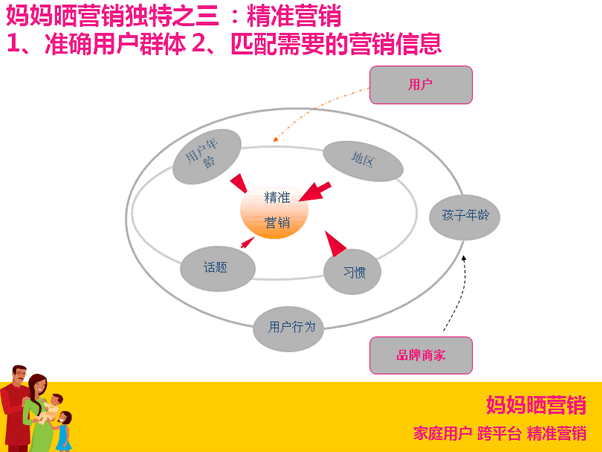 妈妈晒营销独特之三 ：精准营销
1、准确用户群体 2、匹配需要的营销信息
用户
用户年
龄
地区
精准
营销
孩子年龄
话题
习惯
用户行为
品牌商家
妈妈晒营销
家庭用户 跨平台 精准营销